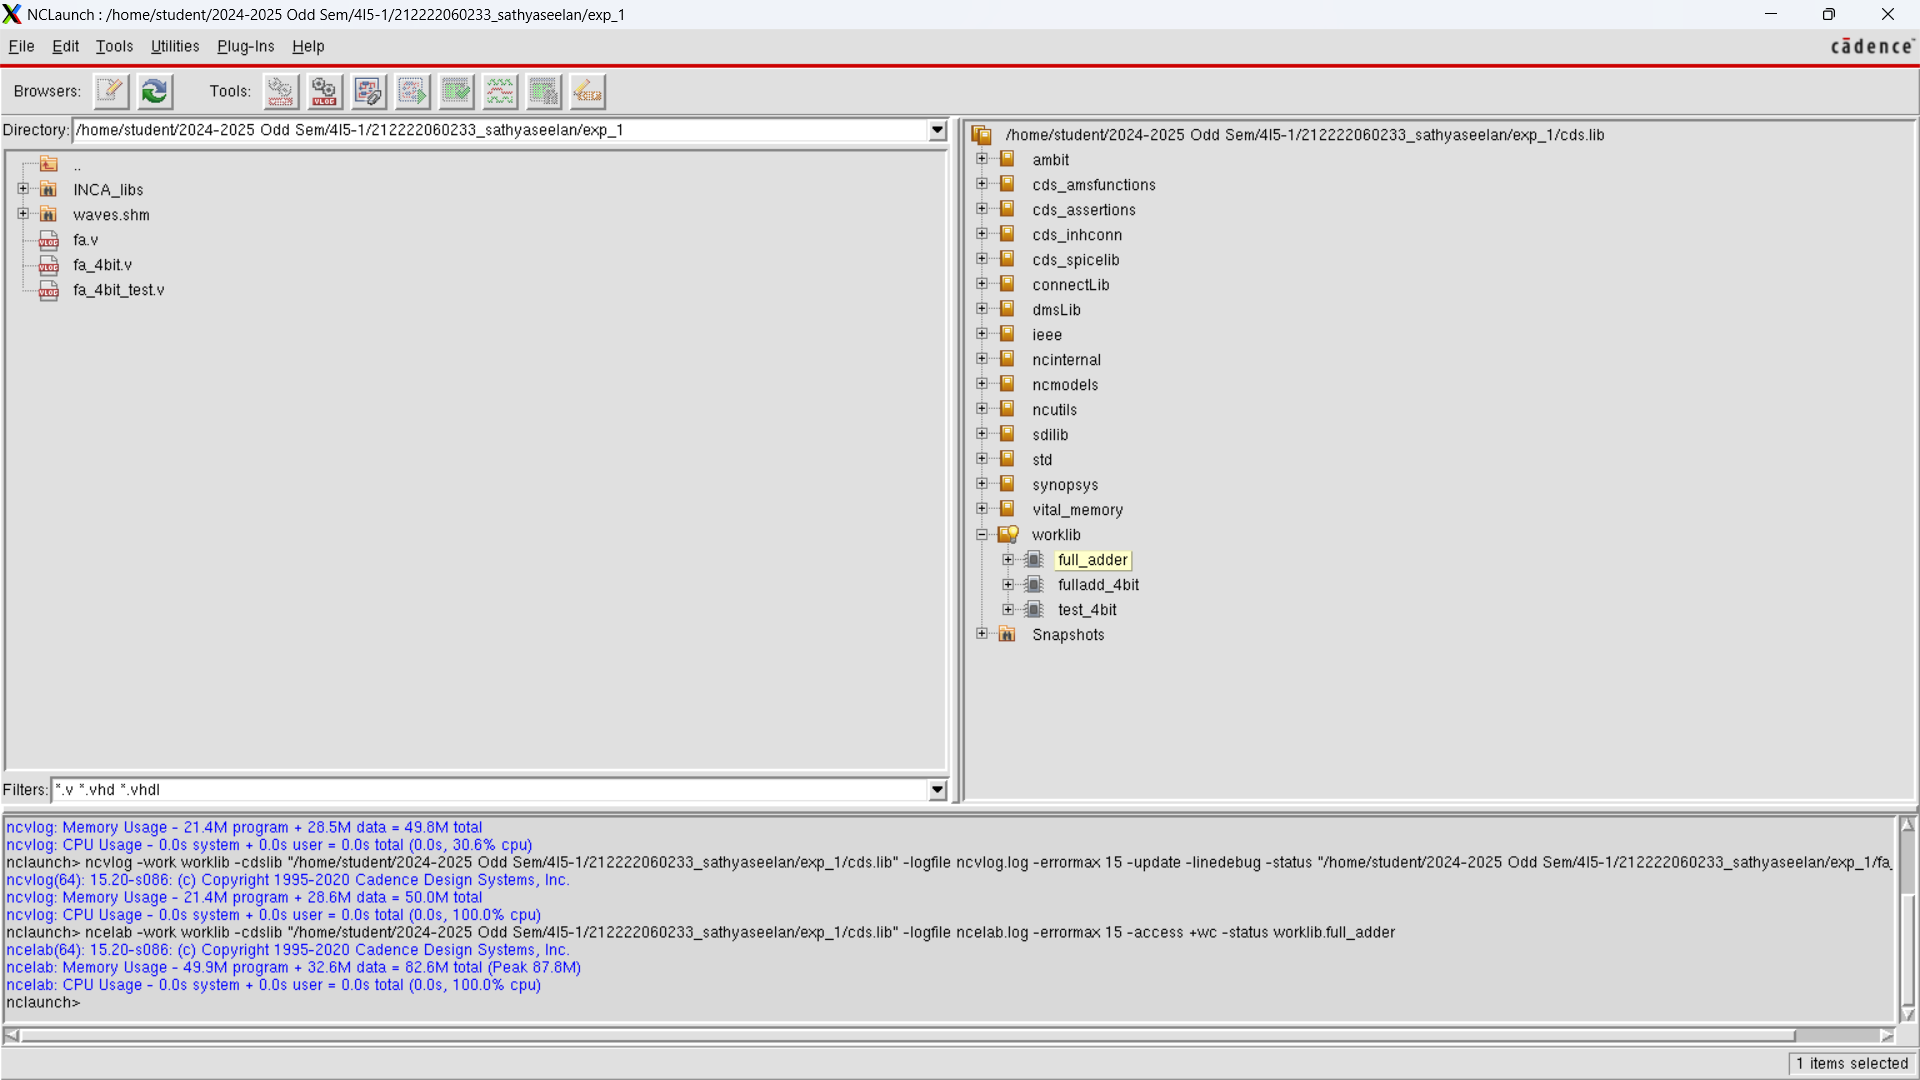 NCLaunch : /home/student/2024-2025 Odd Sem/4I5-1/212222060233_sathyaseelan/exp_1
File Edit Tools Utilities Plug-Ins Help
cādence
Browsers: Tools:
Directory: /home/student/2024-2025 Odd Sem/4I5-1/212222060233_sathyaseelan/exp_1
..
INCA_libs
waves.shm
fa.v
fa_4bit.v
fa_4bit_test.v
Filters: *.v *.vhd *.vhdl
/home/student/2024-2025 Odd Sem/4I5-1/212222060233_sathyaseelan/exp_1/cds.lib
ambit
cds_amsfunctions
cds_assertions
cds_inhconn
cds_spicelib
connectLib
dmsLib
ieee
ncinternal
ncmodels
ncutils
sdilib
std
synopsys
vital_memory
worklib
full_adder
fulladd_4bit
test_4bit
Snapshots
ncvlog: Memory Usage - 21.4M program + 28.5M data = 49.8M total
ncvlog: CPU Usage - 0.0s system + 0.0s user = 0.0s total (0.0s, 30.6% cpu)
nclaunch> ncvlog -work worklib -cdslib "/home/student/2024-2025 Odd Sem/4I5-1/212222060233_sathyaseelan/exp_1/cds.lib" -logfile ncvlog.log -errormax 15 -update -linedebug -status "/home/student/2024-2025 Odd Sem/4I5-1/212222060233_sathyaseelan/exp_1/fa_
ncvlog(64): 15.20-s086: (c) Copyright 1995-2020 Cadence Design Systems, Inc.
ncvlog: Memory Usage - 21.4M program + 28.6M data = 50.0M total
ncvlog: CPU Usage - 0.0s system + 0.0s user = 0.0s total (0.0s, 100.0% cpu)
nclaunch> ncelab -work worklib -cdslib "/home/student/2024-2025 Odd Sem/4I5-1/212222060233_sathyaseelan/exp_1/cds.lib" -logfile ncelab.log -errormax 15 -access +wc -status worklib.full_adder
ncelab(64): 15.20-s086: (c) Copyright 1995-2020 Cadence Design Systems, Inc.
ncelab: Memory Usage - 49.9M program + 32.6M data = 82.6M total (Peak 87.8M)
ncelab: CPU Usage - 0.0s system + 0.0s user = 0.0s total (0.0s, 100.0% cpu)
nclaunch>
1 items selected